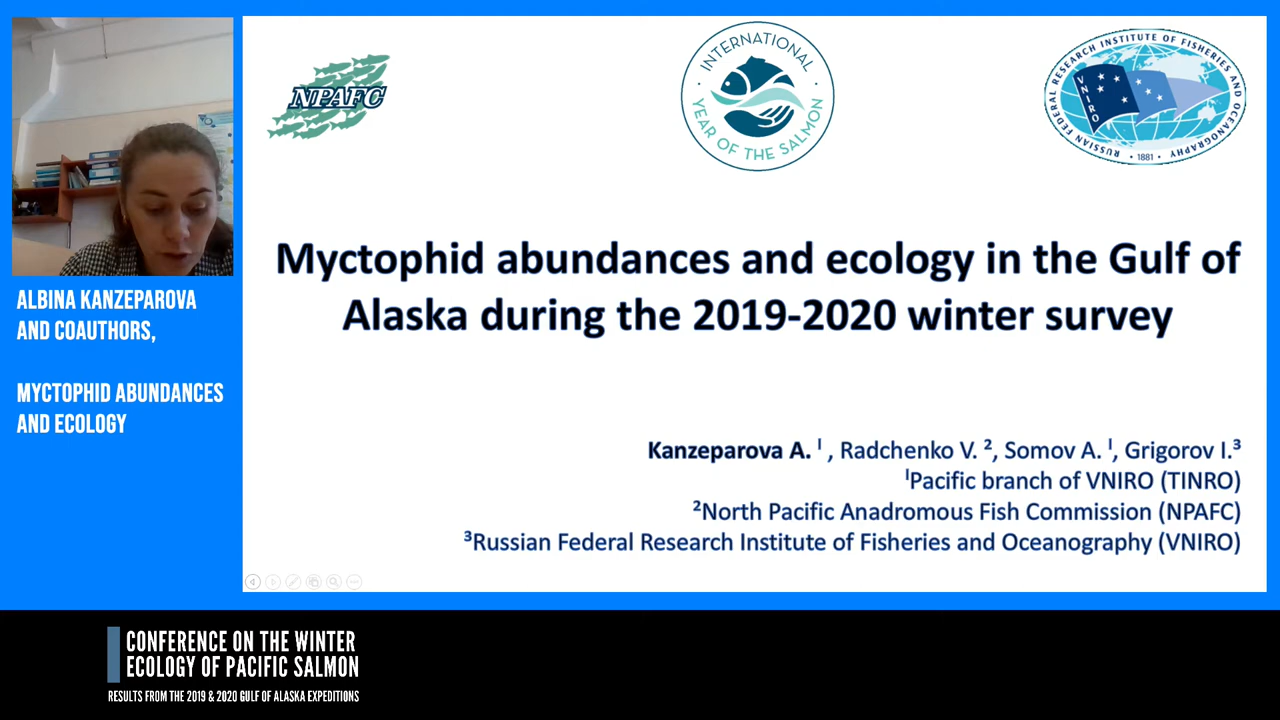 NPAFC
INTERNATIONAL
YEAR OF THE SALMON
RUSSIAN FEDERAL RESEARCH INSTITUTE OF FISHERIES AND OCEANOGRAPHY
VNIRO
· 1881 ·
Myctophid abundances and ecology in the Gulf of
Alaska during the 2019-2020 winter survey
ALBINA KANZEPAROVA
AND COAUTHORS,
MYCTOPHID ABUNDANCES
AND ECOLOGY
Kanzeparova A. ᴵ , Radchenko V. ², Somov A. ᴵ, Grigorov I.³
ᴵPacific branch of VNIRO (TINRO)
²North Pacific Anadromous Fish Commission (NPAFC)
³Russian Federal Research Institute of Fisheries and Oceanography (VNIRO)
CONFERENCE ON THE WINTER
ECOLOGY OF PACIFIC SALMON
RESULTS FROM THE 2019 & 2020 GULF OF ALASKA EXPEDITIONS